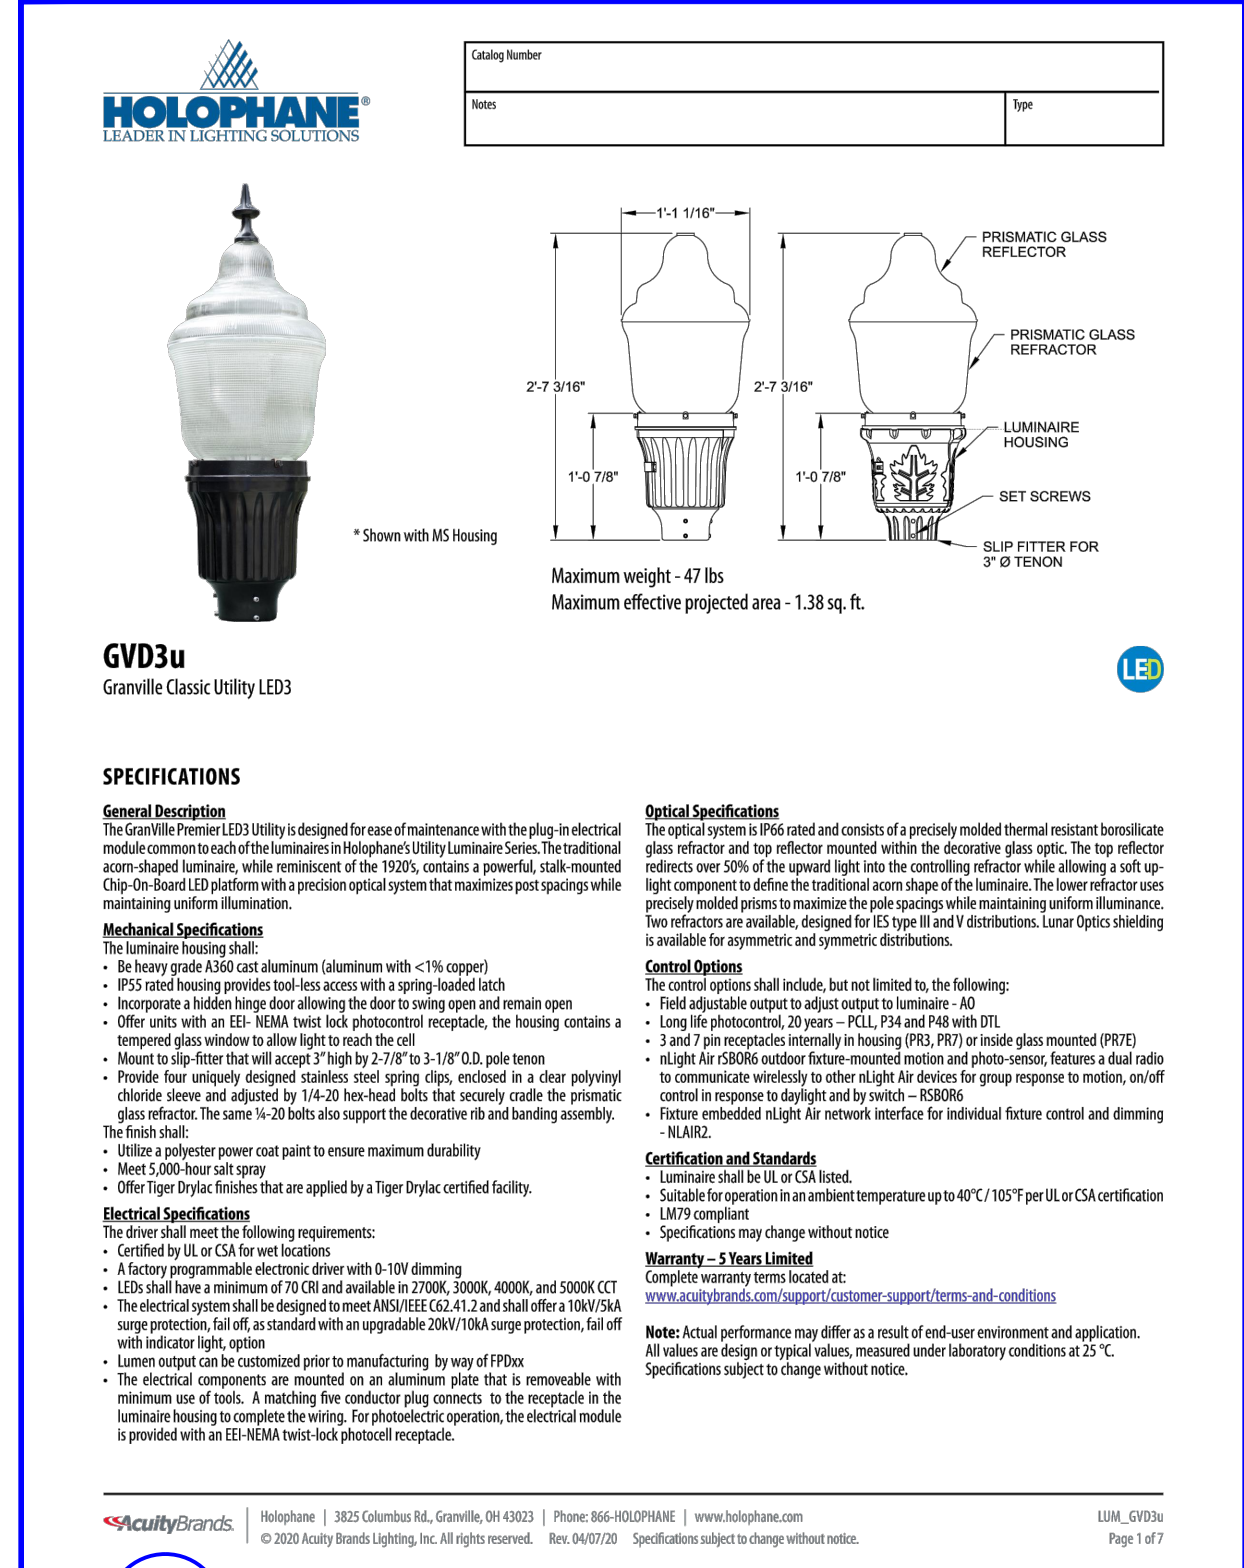 HOLOPHANE®
LEADER IN LIGHTING SOLUTIONS
Catalog Number
Notes
Type
1'-1 1/16"
2'-7 3/16"
1'-0 7/8"
2'-7 3/16"
1'-0 7/8"
PRISMATIC GLASS
REFLECTOR
PRISMATIC GLASS
REFRACTOR
LUMINAIRE
HOUSING
SET SCREWS
SLIP FITTER FOR
3" Ø TENON
* Shown with MS Housing
Maximum weight - 47 lbs
Maximum effective projected area - 1.38 sq. ft.
GVD3u
Granville Classic Utility LED3
LED
SPECIFICATIONS
General Description
The GranVille Premier LED3 Utility is designed for ease of maintenance with the plug-in electrical
module common to each of the luminaires in Holophane's Utility Luminaire Series. The traditional
acorn-shaped luminaire, while reminiscent of the 1920's, contains a powerful, stalk-mounted
Chip-On-Board LED platform with a precision optical system that maximizes post spacings while
maintaining uniform illumination.
Mechanical Specifications
The luminaire housing shall:
• Be heavy grade A360 cast aluminum (aluminum with <1% copper)
• IP55 rated housing provides tool-less access with a spring-loaded latch
• Incorporate a hidden hinge door allowing the door to swing open and remain open
• Offer units with an EEI- NEMA twist lock photocontrol receptacle, the housing contains a
tempered glass window to allow light to reach the cell
• Mount to slip-fitter that will accept 3" high by 2-7/8" to 3-1/8" O.D. pole tenon
• Provide four uniquely designed stainless steel spring clips, enclosed in a clear polyvinyl
chloride sleeve and adjusted by 1/4-20 hex-head bolts that securely cradle the prismatic
glass refractor. The same ¼-20 bolts also support the decorative rib and banding assembly.
The finish shall:
• Utilize a polyester power coat paint to ensure maximum durability
• Meet 5,000-hour salt spray
• Offer Tiger Drylac finishes that are applied by a Tiger Drylac certified facility.
Electrical Specifications
The driver shall meet the following requirements:
• Certified by UL or CSA for wet locations
• A factory programmable electronic driver with 0-10V dimming
• LEDs shall have a minimum of 70 CRI and available in 2700K, 3000K, 4000K, and 5000K CCT
• The electrical system shall be designed to meet ANSI/IEEE C62.41.2 and shall offer a 10kV/5kA
surge protection, fail off, as standard with an upgradable 20kV/10kA surge protection, fail off
with indicator light, option
• Lumen output can be customized prior to manufacturing by way of FPDxx
• The electrical components are mounted on an aluminum plate that is removeable with
minimum use of tools. A matching five conductor plug connects to the receptacle in the
luminaire housing to complete the wiring. For photoelectric operation, the electrical module
is provided with an EEI-NEMA twist-lock photocell receptacle.
Optical Specifications
The optical system is IP66 rated and consists of a precisely molded thermal resistant borosilicate
glass refractor and top reflector mounted within the decorative glass optic. The top reflector
redirects over 50% of the upward light into the controlling refractor while allowing a soft up-
light component to define the traditional acorn shape of the luminaire. The lower refractor uses
precisely molded prisms to maximize the pole spacings while maintaining uniform illuminance.
Two refractors are available, designed for IES type III and V distributions. Lunar Optics shielding
is available for asymmetric and symmetric distributions.
Control Options
The control options shall include, but not limited to, the following:
• Field adjustable output to adjust output to luminaire - AO
• Long life photocontrol, 20 years – PCLL, P34 and P48 with DTL
• 3 and 7 pin receptacles internally in housing (PR3, PR7) or inside glass mounted (PR7E)
• nLight Air rSBOR6 outdoor fixture-mounted motion and photo-sensor, features a dual radio
to communicate wirelessly to other nLight Air devices for group response to motion, on/off
control in response to daylight and by switch – RSBOR6
• Fixture embedded nLight Air network interface for individual fixture control and dimming
- NLAIR2.
Certification and Standards
• Luminaire shall be UL or CSA listed.
• Suitable for operation in an ambient temperature up to 40°C / 105°F per UL or CSA certification
• LM79 compliant
• Specifications may change without notice
Warranty – 5 Years Limited
Complete warranty terms located at:
www.acuitybrands.com/support/customer-support/terms-and-conditions
Note: Actual performance may differ as a result of end-user environment and application.
All values are design or typical values, measured under laboratory conditions at 25 °C.
Specifications subject to change without notice.
AcuityBrands.
Holophane | 3825 Columbus Rd., Granville, OH 43023 | Phone: 866-HOLOPHANE | www.holophane.com
© 2020 Acuity Brands Lighting, Inc. All rights reserved. Rev. 04/07/20 Specifications subject to change without notice.
LUM_GVD3u
Page 1 of 7